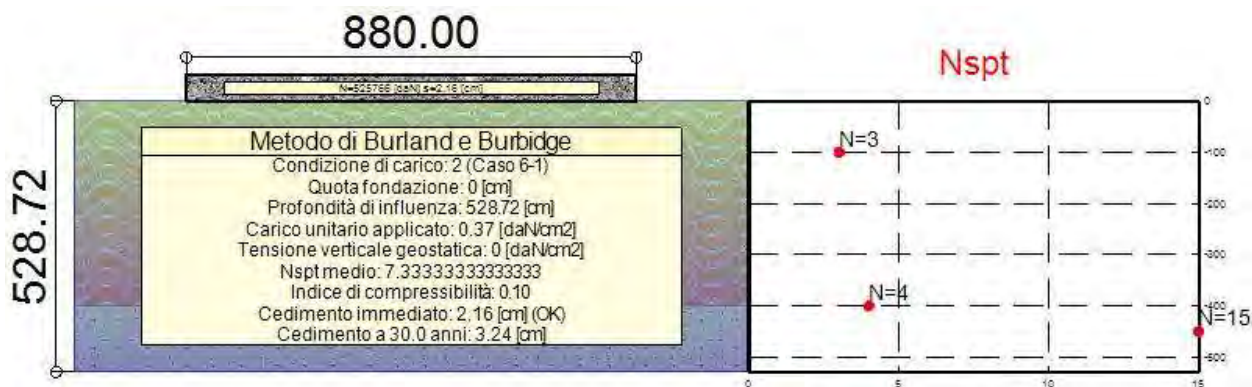 880.00
N=525766 [daN] s=2.16 [cm]
528.72
Metodo di Burland e Burbidge
Condizione di carico: 2 (Caso 6-1)
Quota fondazione: 0 [cm]
Profondità di influenza: 528.72 [cm]
Carico unitario applicato: 0.37 [daN/cm2]
Tensione verticale geostatica: 0 [daN/cm2]
Nspt medio: 7.33333333333333
Indice di compressibilità: 0.10
Cedimento immediato: 2.16 [cm] (OK)
Cedimento a 30.0 anni: 3.24 [cm]
Nspt
N=3
N=4
N=15
0
-100
-200
-300
-400
-500
0
5
10
15